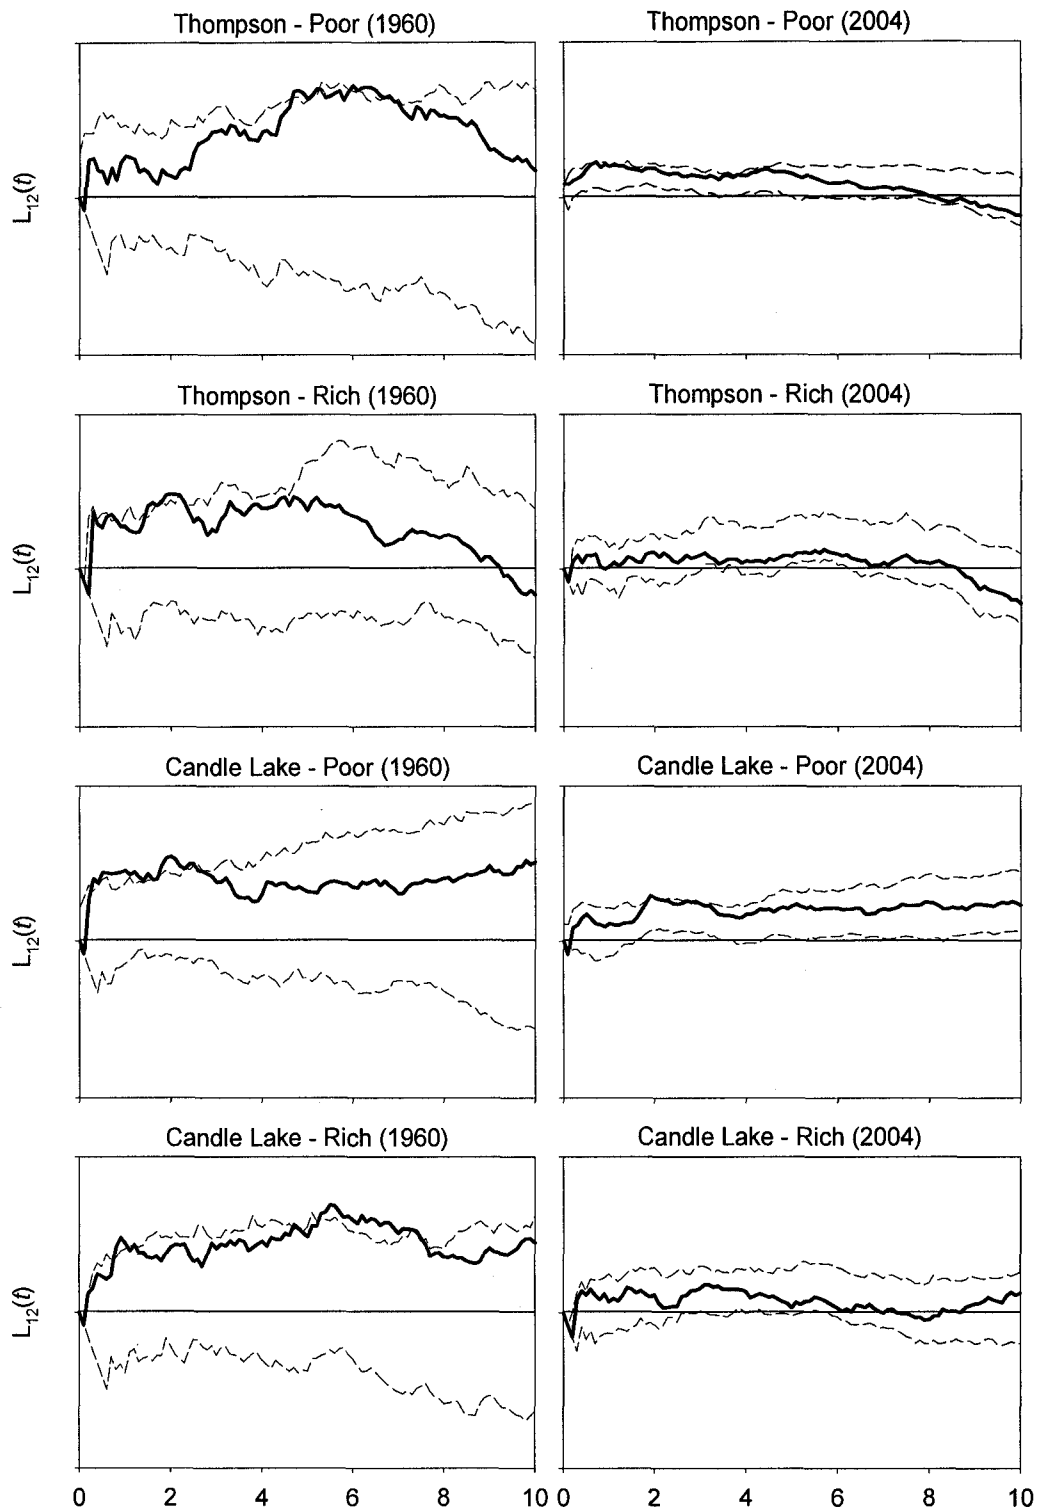 Thompson - Poor (1960)
Thompson - Poor (2004)
L12(t)
Thompson - Rich (1960)
Thompson - Rich (2004)
L12(t)
Candle Lake - Poor (1960)
Candle Lake - Poor (2004)
L12(t)
Candle Lake - Rich (1960)
Candle Lake - Rich (2004)
L12(t)
0 2 4 6 8 10 0 2 4 6 8 10